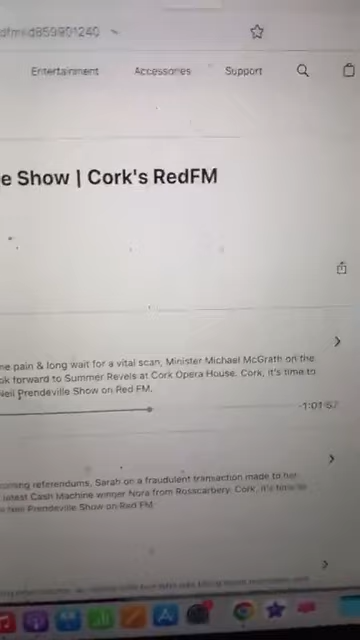 Entertainment Accessories Support
e Show | Cork's RedFM
ne pain & long wait for a vital scan, Minister Michael McGrath on the
ok forward to Summer Revels at Cork Opera House. Cork, it's time to
Neil Prendeville Show on Red FM.
-1:01:57
coming referendums, Sarah on a fraudulent transaction made to her
latest Cash Machine winner Nora from Rosscarbery. Cork, it's time to
Neil Prendeville Show on Red FM